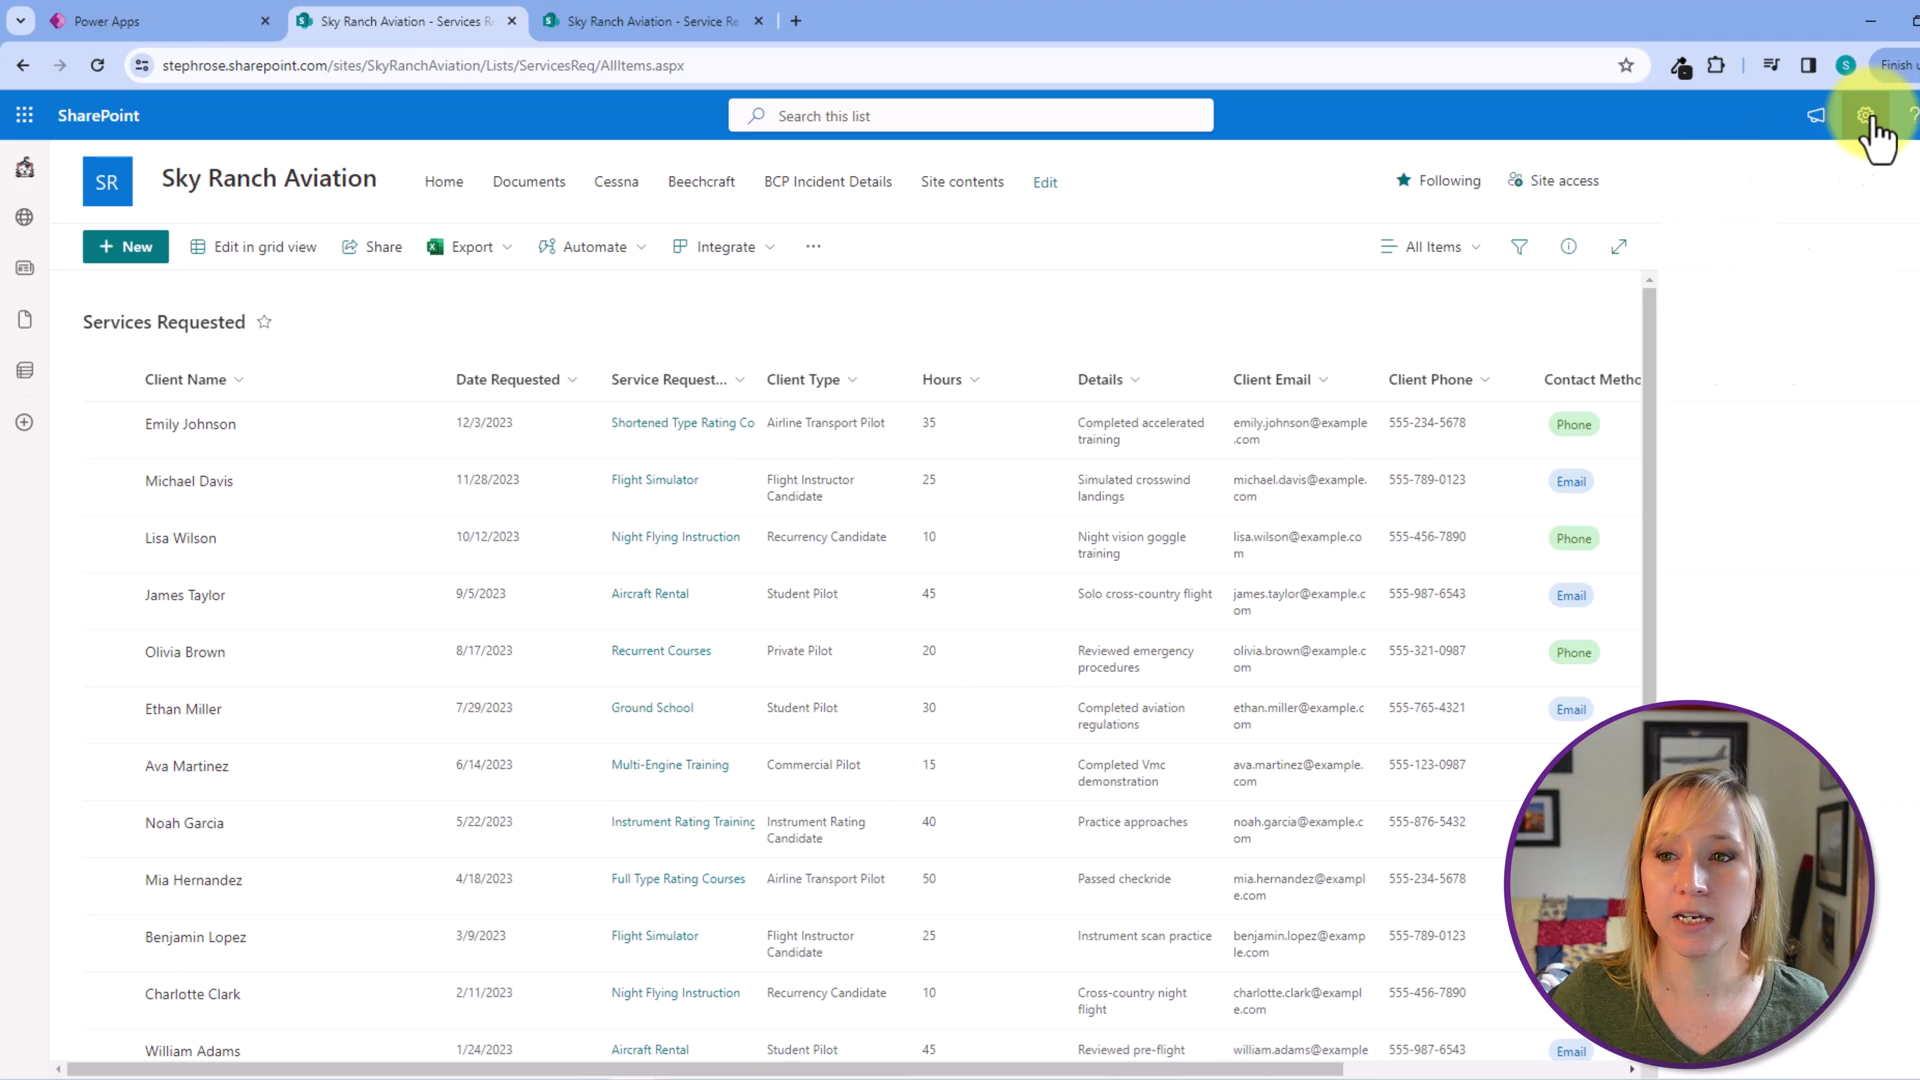 Power Apps
Sky Ranch Aviation - Services Re
Sky Ranch Aviation - Service Re
stephrose.sharepoint.com/sites/SkyRanchAviation/Lists/ServicesReq/AllItems.aspx
S
Finish u
SharePoint
Search this list
?
SR
Sky Ranch Aviation
Home
Documents
Cessna
Beechcraft
BCP Incident Details
Site contents
Edit
Following
Site access
+ New
Edit in grid view
Share
Export
Automate
Integrate
...
All Items
Services Requested
Client Name
Date Requested
Service Request...
Client Type
Hours
Details
Client Email
Client Phone
Contact Metho
Emily Johnson 12/3/2023 Shortened Type Rating Co Airline Transport Pilot 35 Completed accelerated emily.johnson@example 555-234-5678 Phone
training .com
Michael Davis 11/28/2023 Flight Simulator Flight Instructor 25 Simulated crosswind michael.davis@example. 555-789-0123 Email
Candidate landings com
Lisa Wilson 10/12/2023 Night Flying Instruction Recurrency Candidate 10 Night vision goggle lisa.wilson@example.co 555-456-7890 Phone
training m
James Taylor 9/5/2023 Aircraft Rental Student Pilot 45 Solo cross-country flight james.taylor@example.c 555-987-6543 Email
om
Olivia Brown 8/17/2023 Recurrent Courses Private Pilot 20 Reviewed emergency olivia.brown@example.c 555-321-0987 Phone
procedures om
Ethan Miller 7/29/2023 Ground School Student Pilot 30 Completed aviation ethan.miller@example.c 555-765-4321 Email
regulations om
Ava Martinez 6/14/2023 Multi-Engine Training Commercial Pilot 15 Completed Vmc ava.martinez@example. 555-123-0987
demonstration com
Noah Garcia 5/22/2023 Instrument Rating Training Instrument Rating 40 Practice approaches noah.garcia@example.c 555-876-5432
Candidate om
Mia Hernandez 4/18/2023 Full Type Rating Courses Airline Transport Pilot 50 Passed checkride mia.hernandez@exampl 555-234-5678
e.com
Benjamin Lopez 3/9/2023 Flight Simulator Flight Instructor 25 Instrument scan practice benjamin.lopez@examp 555-789-0123
Candidate le.com
Charlotte Clark 2/11/2023 Night Flying Instruction Recurrency Candidate 10 Cross-country night charlotte.clark@exampl 555-456-7890
flight e.com
William Adams 1/24/2023 Aircraft Rental Student Pilot 45 Reviewed pre-flight william.adams@example 555-987-6543 Email